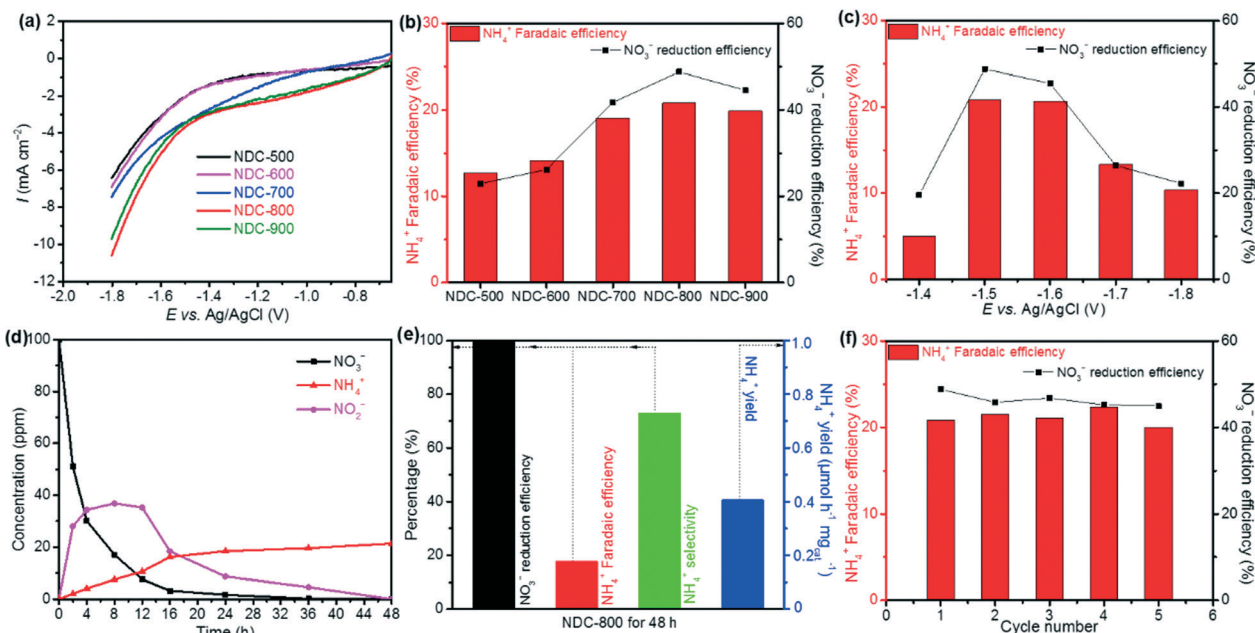 (a)
0
-2
-4
-6
-8
-10
-12
I (mA cm⁻²)
NDC-500
NDC-600
NDC-700
NDC-800
NDC-900
-2.0 -1.8 -1.6 -1.4 -1.2 -1.0 -0.8
E vs. Ag/AgCl (V)
(b)
NH₄⁺ Faradaic efficiency
NO₃⁻ reduction efficiency
30
20
10
0
NH₄⁺ Faradaic efficiency (%)
60
40
20
0
NO₃⁻ reduction efficiency (%)
NDC-500 NDC-600 NDC-700 NDC-800 NDC-900
(c)
NH₄⁺ Faradaic efficiency
NO₃⁻ reduction efficiency
30
20
10
0
NH₄⁺ Faradaic efficiency (%)
60
50
40
30
20
10
0
NO₃⁻ reduction efficiency (%)
-1.4 -1.5 -1.6 -1.7 -1.8
E vs. Ag/AgCl (V)
(d)
100
80
60
40
20
0
Concentration (ppm)
NO₃⁻
NH₄⁺
NO₂⁻
0 4 8 12 16 20 24 28 32 36 40 44 48
Time (h)
(e)
100
80
60
40
20
0
Percentage (%)
NO₃⁻ reduction efficiency
NH₄⁺ Faradaic efficiency
NH₄⁺ selectivity
NH₄⁺ yield
1.0
0.8
0.6
0.4
0.2
0.0
NH₄⁺ yield (μmol h⁻¹ mg_cat.⁻¹)
NDC-800 for 48 h
(f)
NH₄⁺ Faradaic efficiency
NO₃⁻ reduction efficiency
30
20
10
0
NH₄⁺ Faradaic efficiency (%)
60
40
20
0
NO₃⁻ reduction efficiency (%)
0 1 2 3 4 5 6
Cycle number